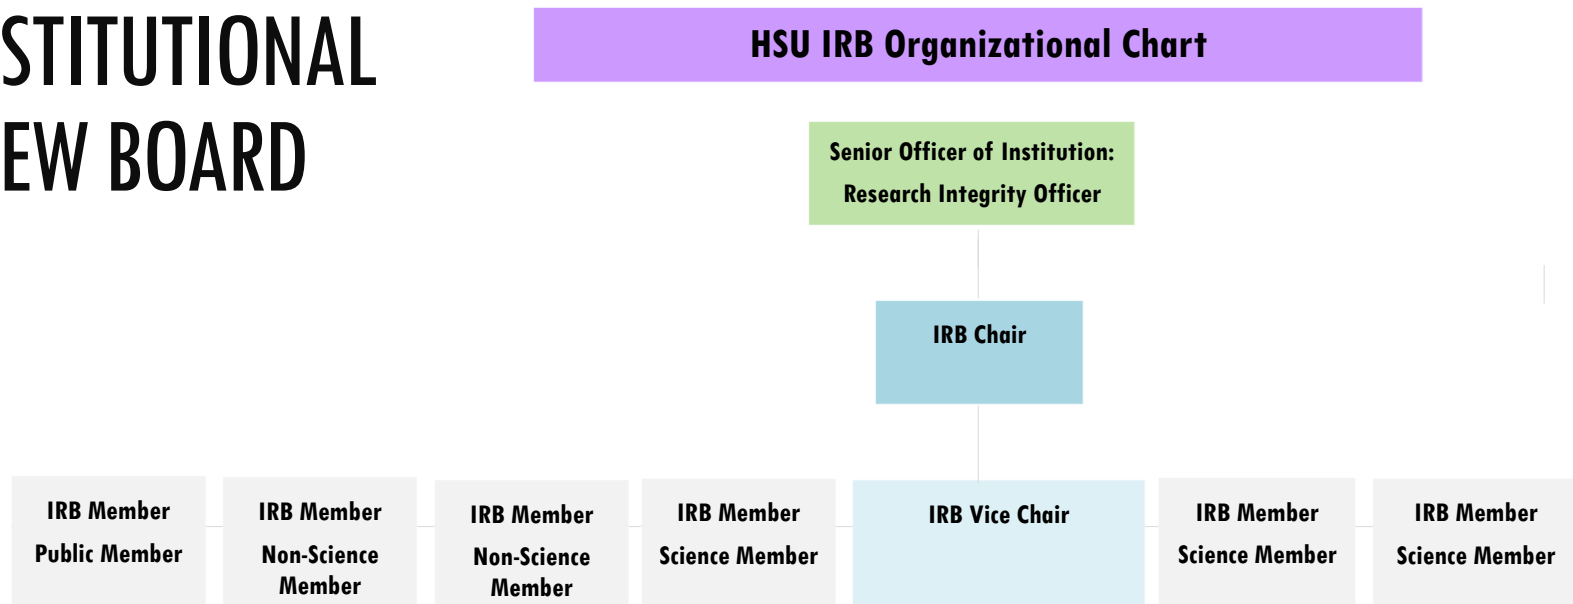 STITUTIONAL
EW BOARD
HSU IRB Organizational Chart
Senior Officer of Institution:
Research Integrity Officer
IRB Chair
IRB Member
Public Member
IRB Member
Non-Science
Member
IRB Member
Non-Science
Member
IRB Member
Science Member
IRB Vice Chair
IRB Member
Science Member
IRB Member
Science Member